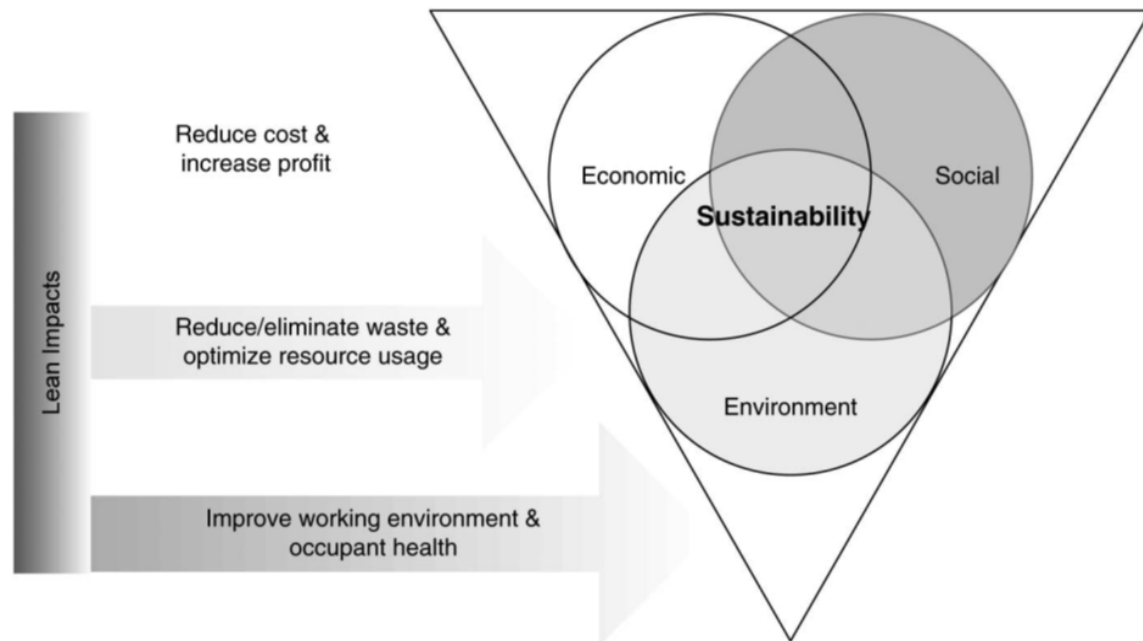 Lean Impacts
Reduce cost &
increase profit
Reduce/eliminate waste &
optimize resource usage
Improve working environment &
occupant health
Economic
Social
Sustainability
Environment